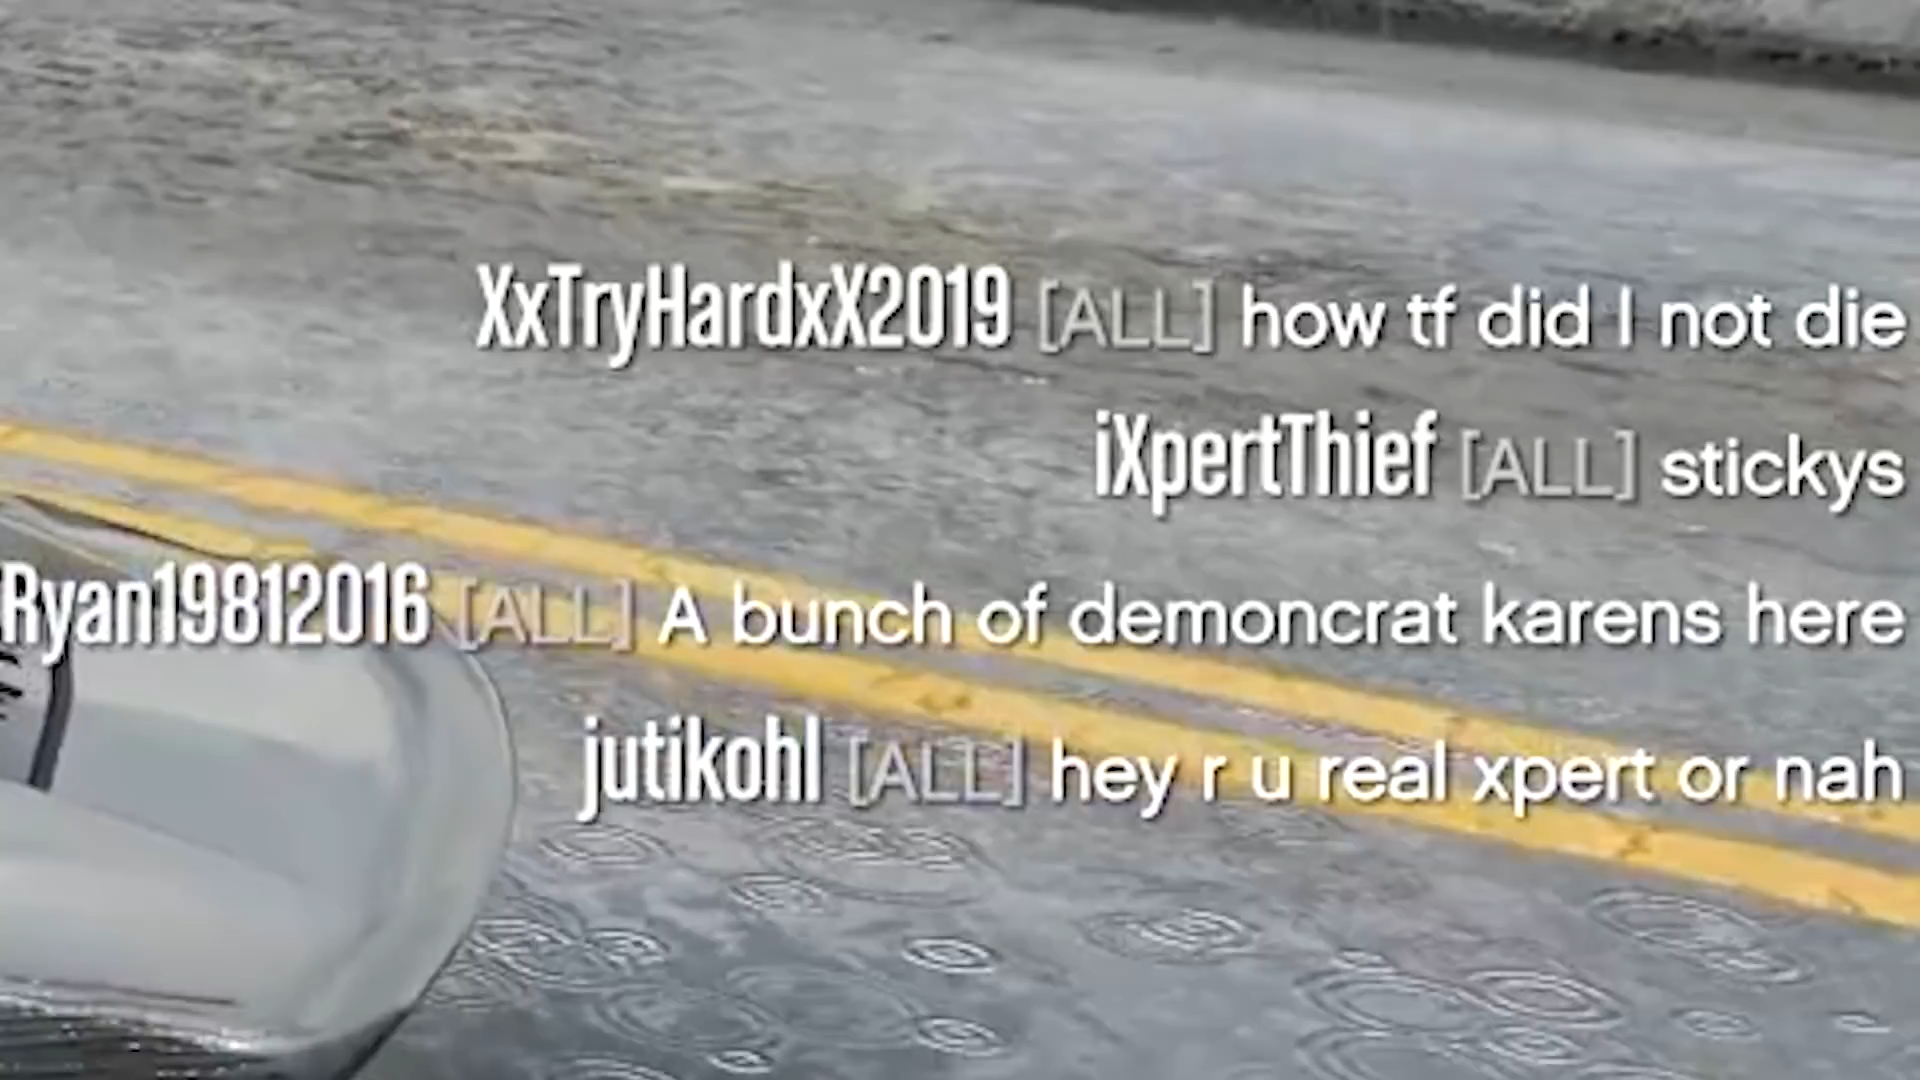 XxTryHardxX2019 [ALL] how tf did I not die
iXpertThief [ALL] stickys
Ryan19812016 [ALL] A bunch of demoncrat karens here
jutikohl [ALL] hey r u real xpert or nah